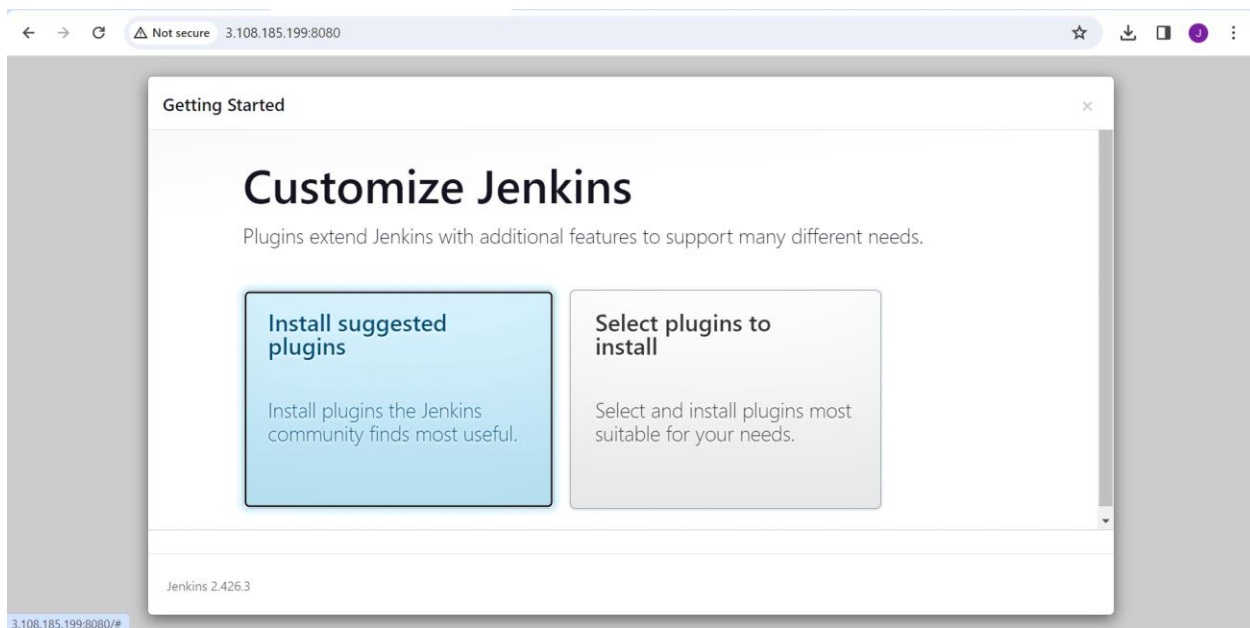 Not secure 3.108.185.199:8080
J
Getting Started
×
Customize Jenkins
Plugins extend Jenkins with additional features to support many different needs.
Install suggested
plugins
Install plugins the Jenkins
community finds most useful.
Select plugins to
install
Select and install plugins most
suitable for your needs.
Jenkins 2.426.3
3.108.185.199:8080/#